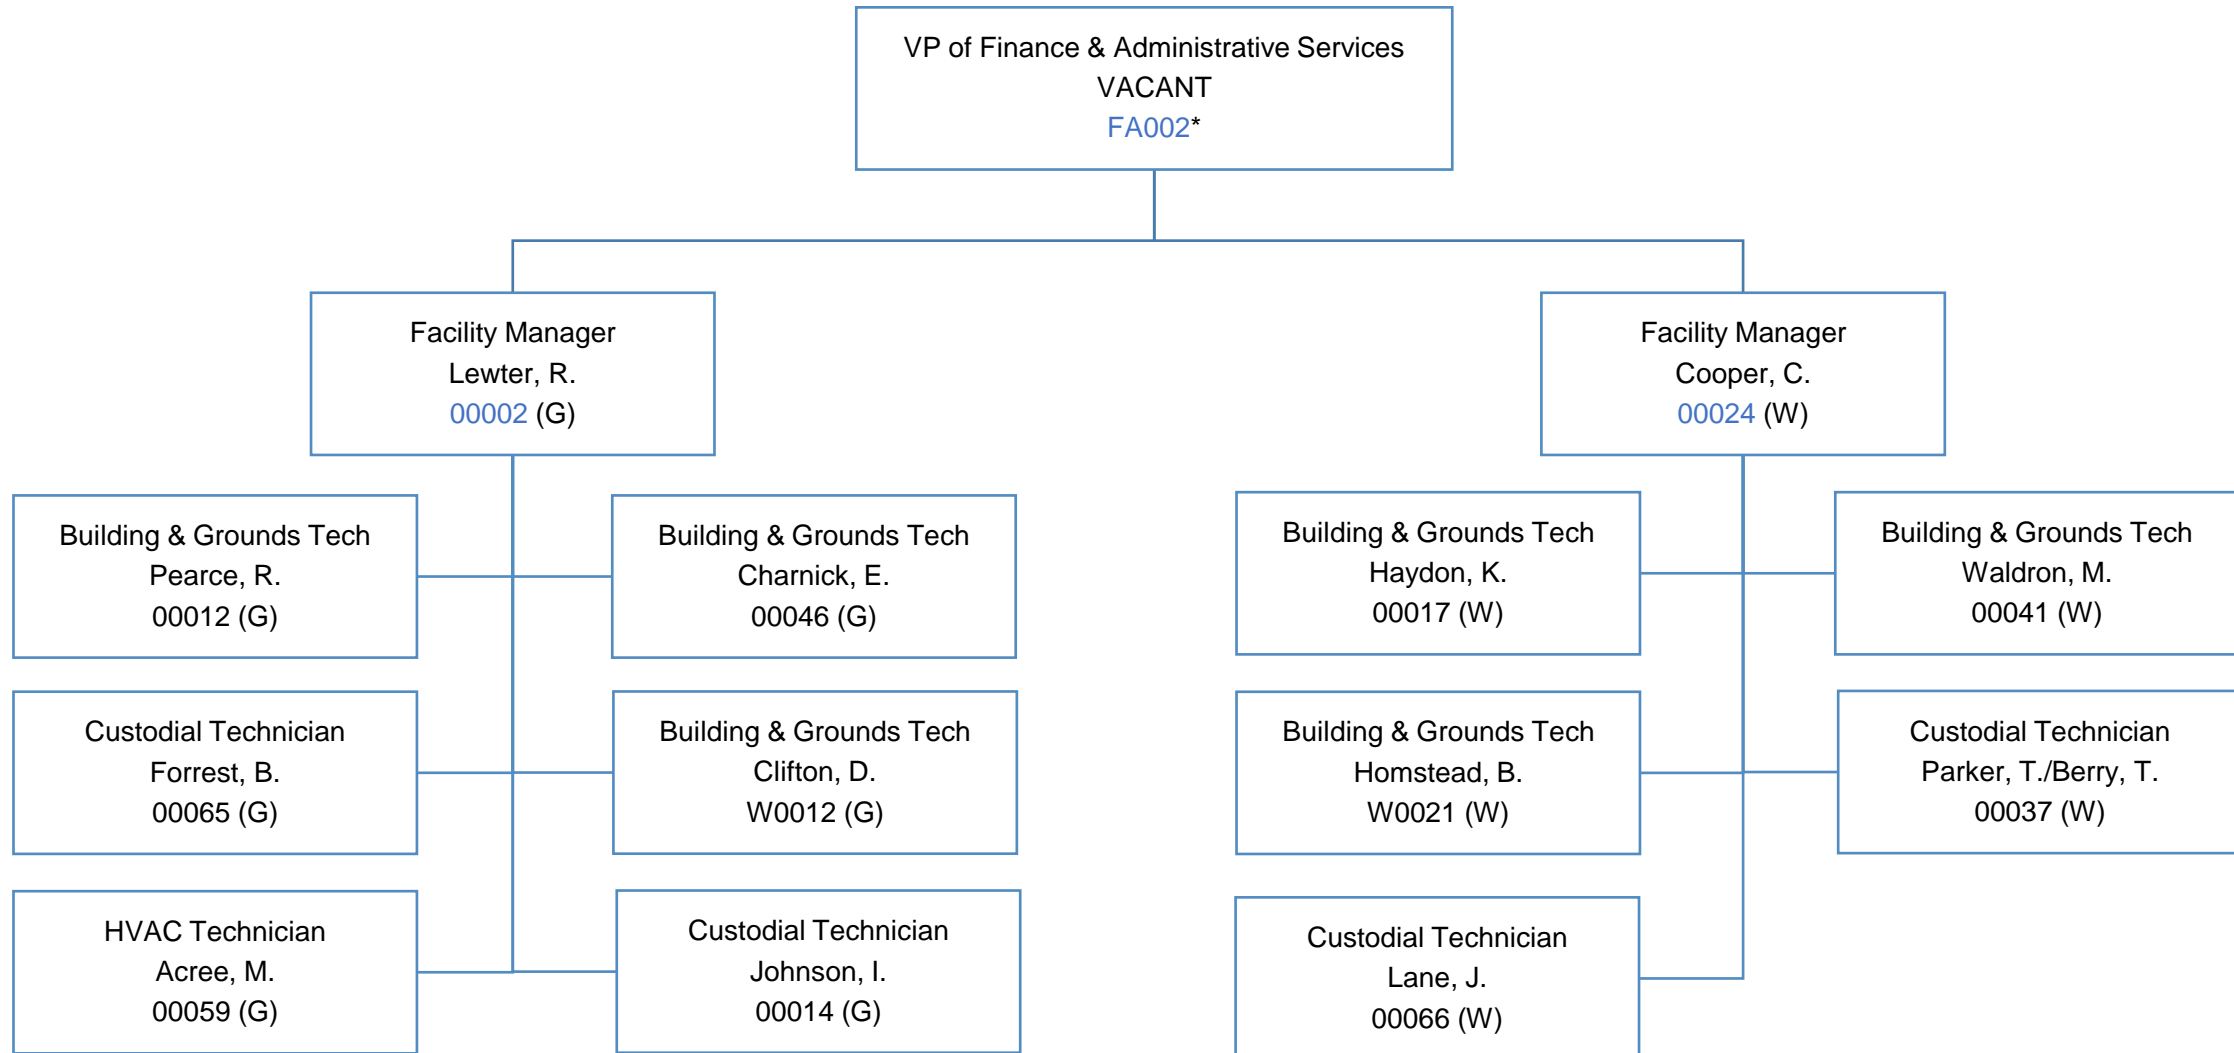 VP of Finance & Administrative Services
VACANT
FA002*
Facility Manager
Lewter, R.
00002 (G)
Facility Manager
Cooper, C.
00024 (W)
Building & Grounds Tech
Pearce, R.
00012 (G)
Building & Grounds Tech
Charnick, E.
00046 (G)
Building & Grounds Tech
Haydon, K.
00017 (W)
Building & Grounds Tech
Waldron, M.
00041 (W)
Custodial Technician
Forrest, B.
00065 (G)
Building & Grounds Tech
Clifton, D.
W0012 (G)
Building & Grounds Tech
Homstead, B.
W0021 (W)
Custodial Technician
Parker, T./Berry, T.
00037 (W)
HVAC Technician
Acree, M.
00059 (G)
Custodial Technician
Johnson, I.
00014 (G)
Custodial Technician
Lane, J.
00066 (W)